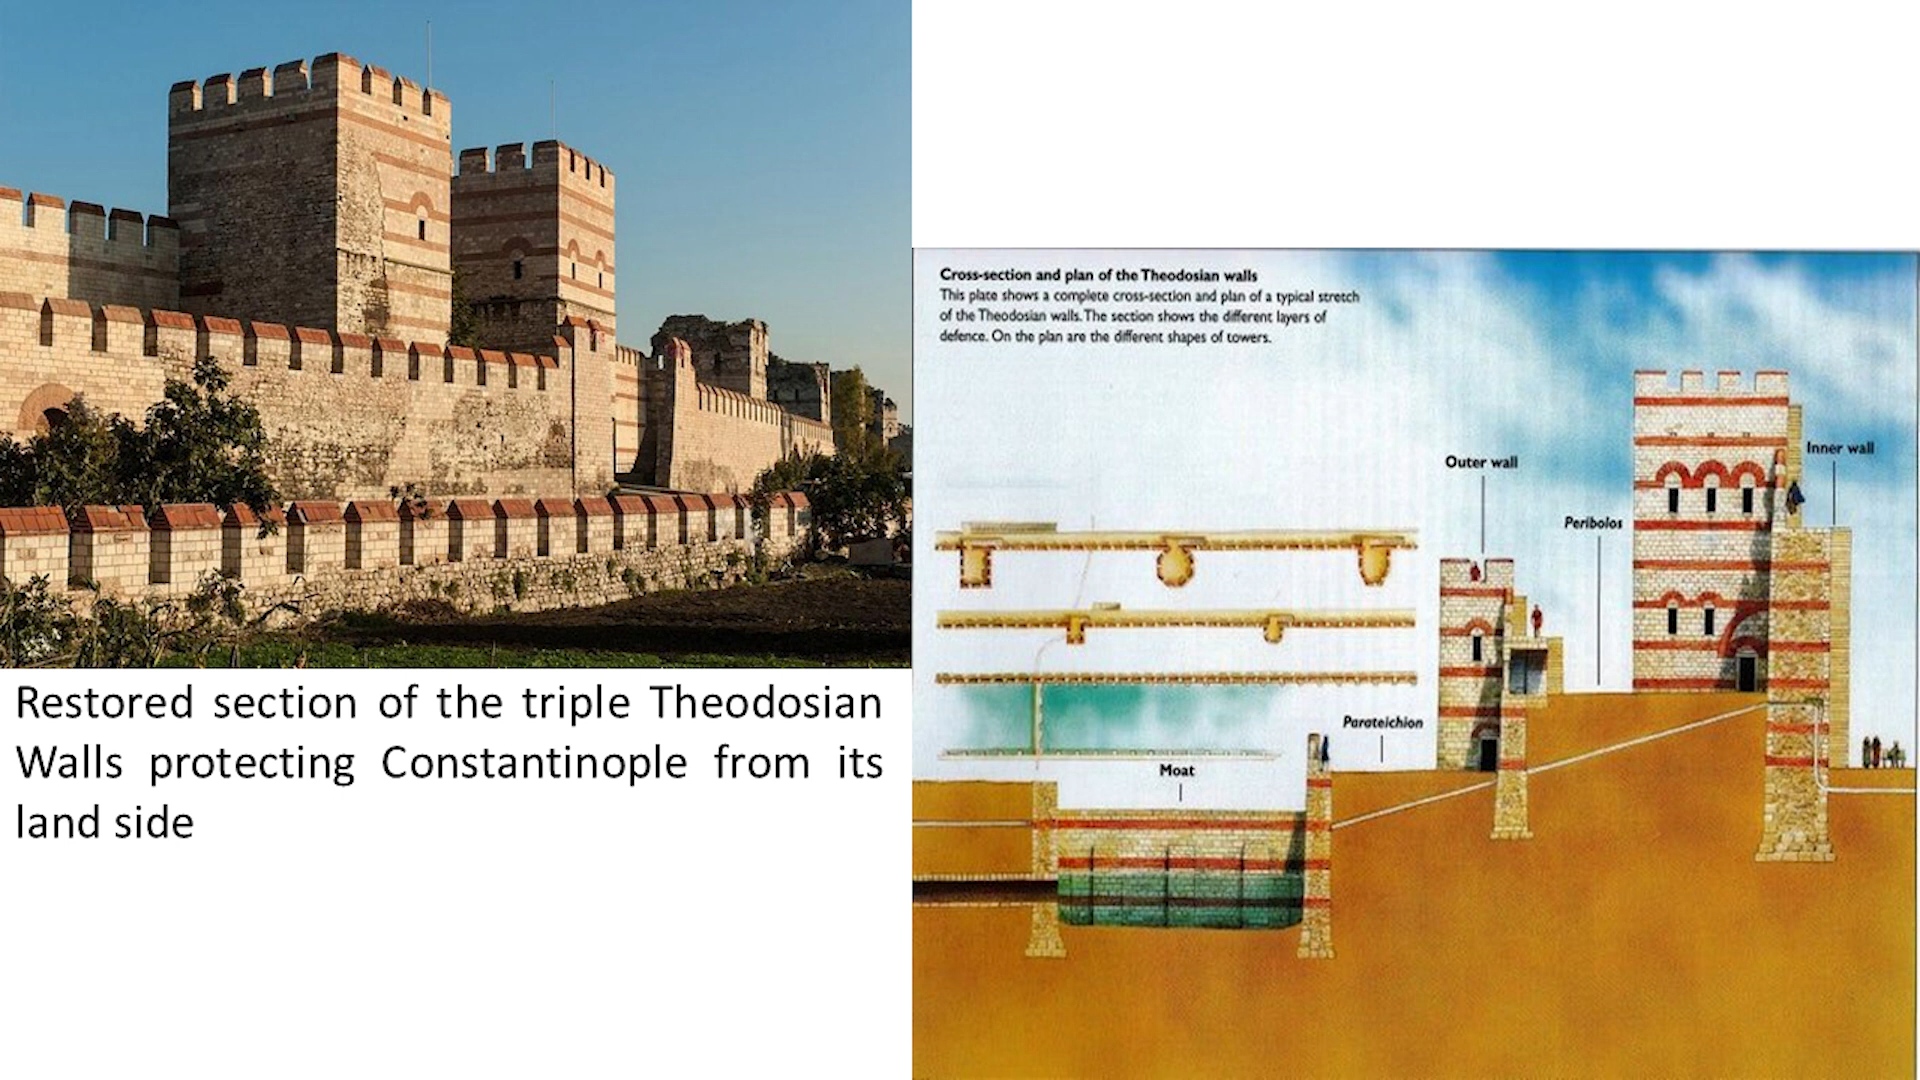 Restored section of the triple Theodosian
Walls protecting Constantinople from its
land side
Cross-section and plan of the Theodosian walls
This plate shows a complete cross-section and plan of a typical stretch
of the Theodosian walls. The section shows the different layers of
defence. On the plan are the different shapes of towers.
Outer wall
Inner wall
Peribolos
Parateichion
Moat